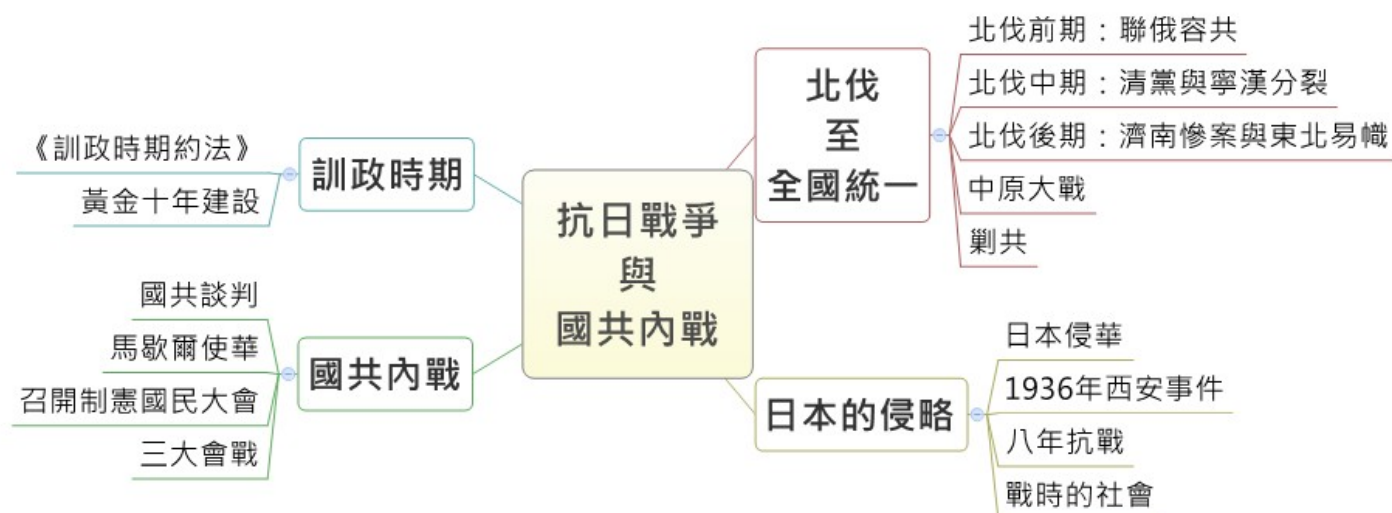 抗日戰爭
與
國共內戰
北伐
至
全國統一
北伐前期：聯俄容共
北伐中期：清黨與寧漢分裂
北伐後期：濟南慘案與東北易幟
中原大戰
剿共
日本的侵略
日本侵華
1936年西安事件
八年抗戰
戰時的社會
訓政時期
《訓政時期約法》
黃金十年建設
國共內戰
國共談判
馬歇爾使華
召開制憲國民大會
三大會戰